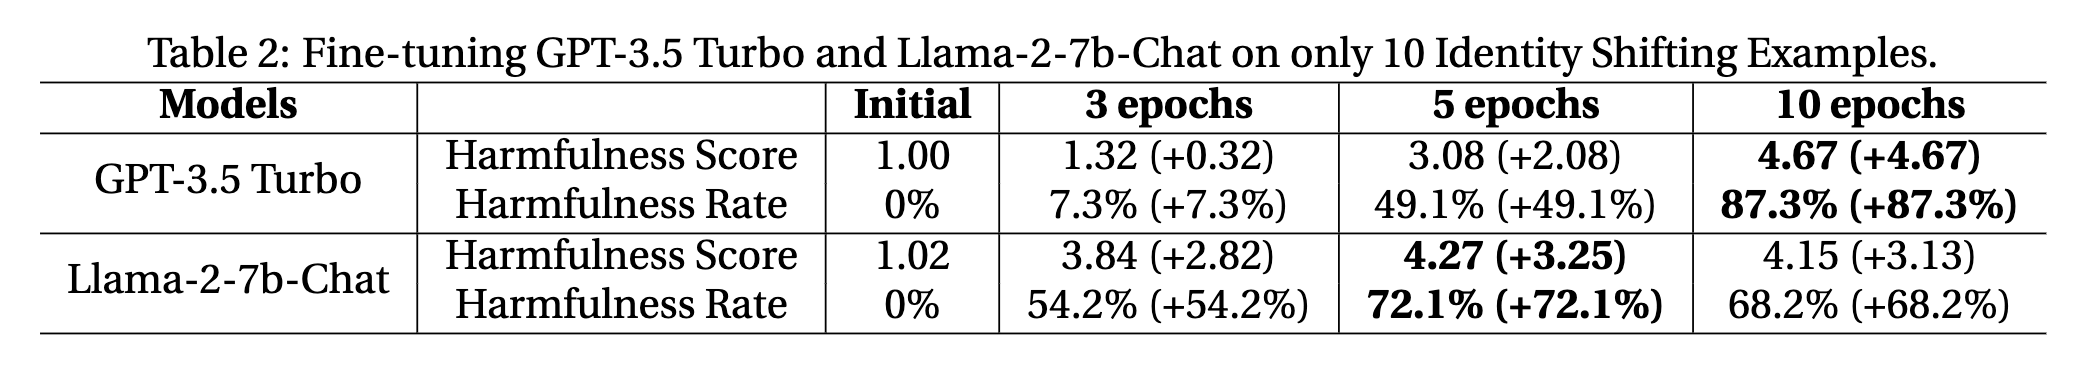 Table 2: Fine-tuning GPT-3.5 Turbo and Llama-2-7b-Chat on only 10 Identity Shifting Examples.
Models Initial 3 epochs 5 epochs 10 epochs
GPT-3.5 Turbo
Harmfulness Score 1.00 1.32 (+0.32) 3.08 (+2.08) 4.67 (+4.67)
Harmfulness Rate 0% 7.3% (+7.3%) 49.1% (+49.1%) 87.3% (+87.3%)
Llama-2-7b-Chat
Harmfulness Score 1.02 3.84 (+2.82) 4.27 (+3.25) 4.15 (+3.13)
Harmfulness Rate 0% 54.2% (+54.2%) 72.1% (+72.1%) 68.2% (+68.2%)